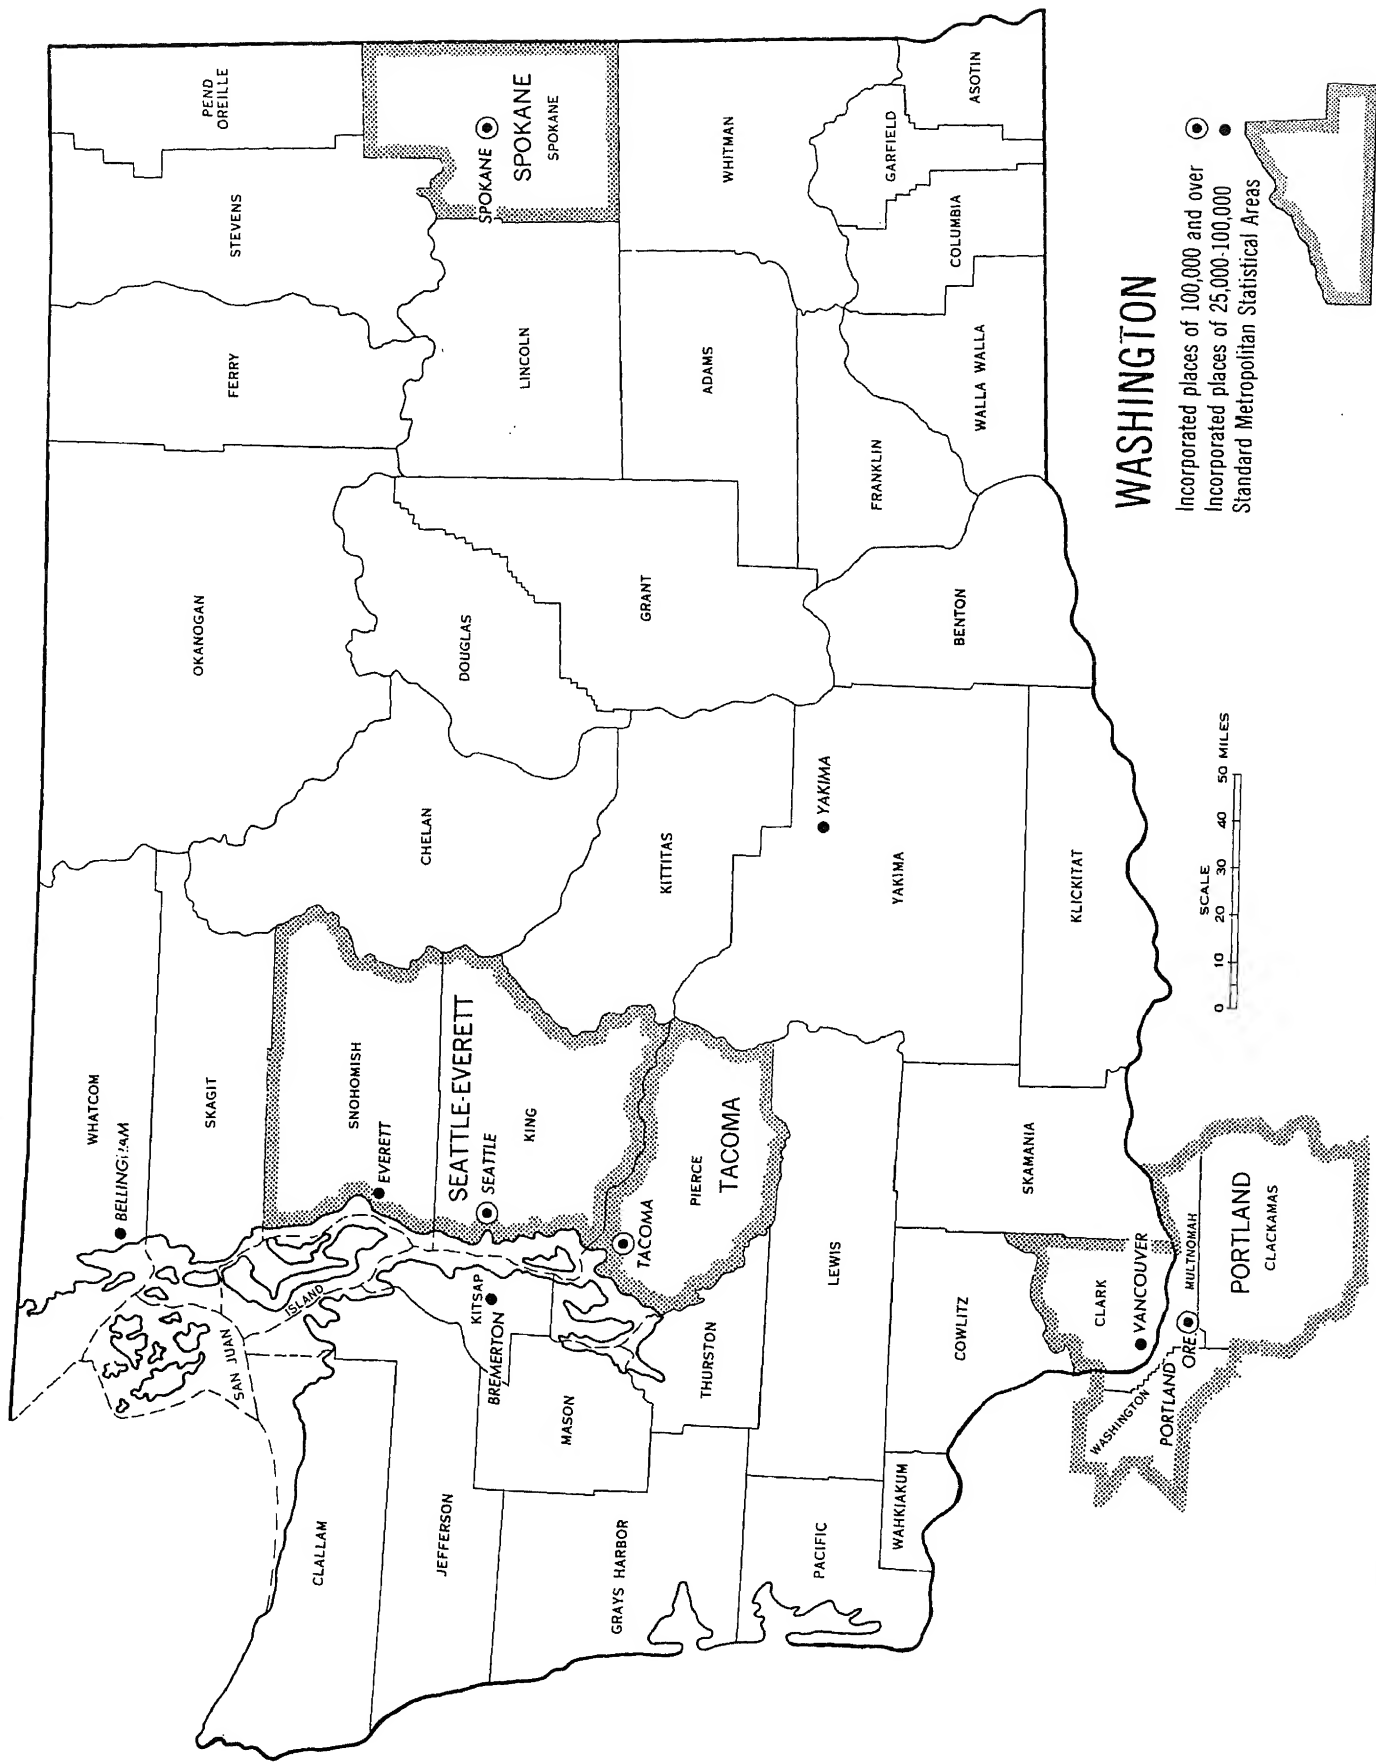 WHATCOM
BELLINGHAM
SAN JUAN
SKAGIT
ISLAND
CLALLAM
JEFFERSON
SNOHOMISH
EVERETT
SEATTLE-EVERETT
SEATTLE
KING
KITSAP
BREMERTON
MASON
GRAYS HARBOR
TACOMA
PIERCE
TACOMA
THURSTON
LEWIS
PACIFIC
WAHKIAKUM
COWLITZ
SKAMANIA
CLARK
VANCOUVER
WASHINGTON
PORTLAND
ORE
MULTNOMAH
PORTLAND
CLACKAMAS
OKANOGAN
CHELAN
DOUGLAS
KITTITAS
GRANT
YAKIMA
YAKIMA
KLICKITAT
BENTON
FERRY
STEVENS
PEND
OREILLE
LINCOLN
SPOKANE
SPOKANE
SPOKANE
ADAMS
WHITMAN
FRANKLIN
WALLA WALLA
COLUMBIA
GARFIELD
ASOTIN
SCALE
0 10 20 30 40 50 MILES
WASHINGTON
Incorporated places of 100,000 and over
Incorporated places of 25,000-100,000
Standard Metropolitan Statistical Areas